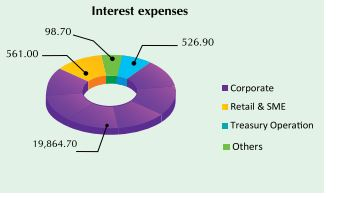 Interest expenses
98.70
526.90
561.00
19,864.70
Corporate
Retail & SME
Treasury Operation
Others